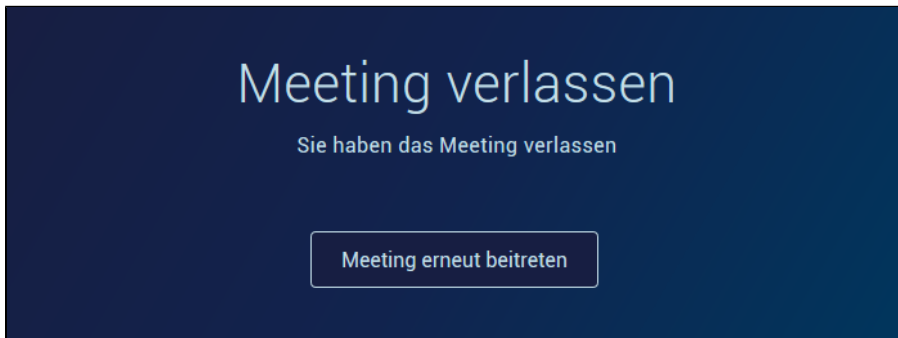 Meeting verlassen
Sie haben das Meeting verlassen
Meeting erneut beitreten